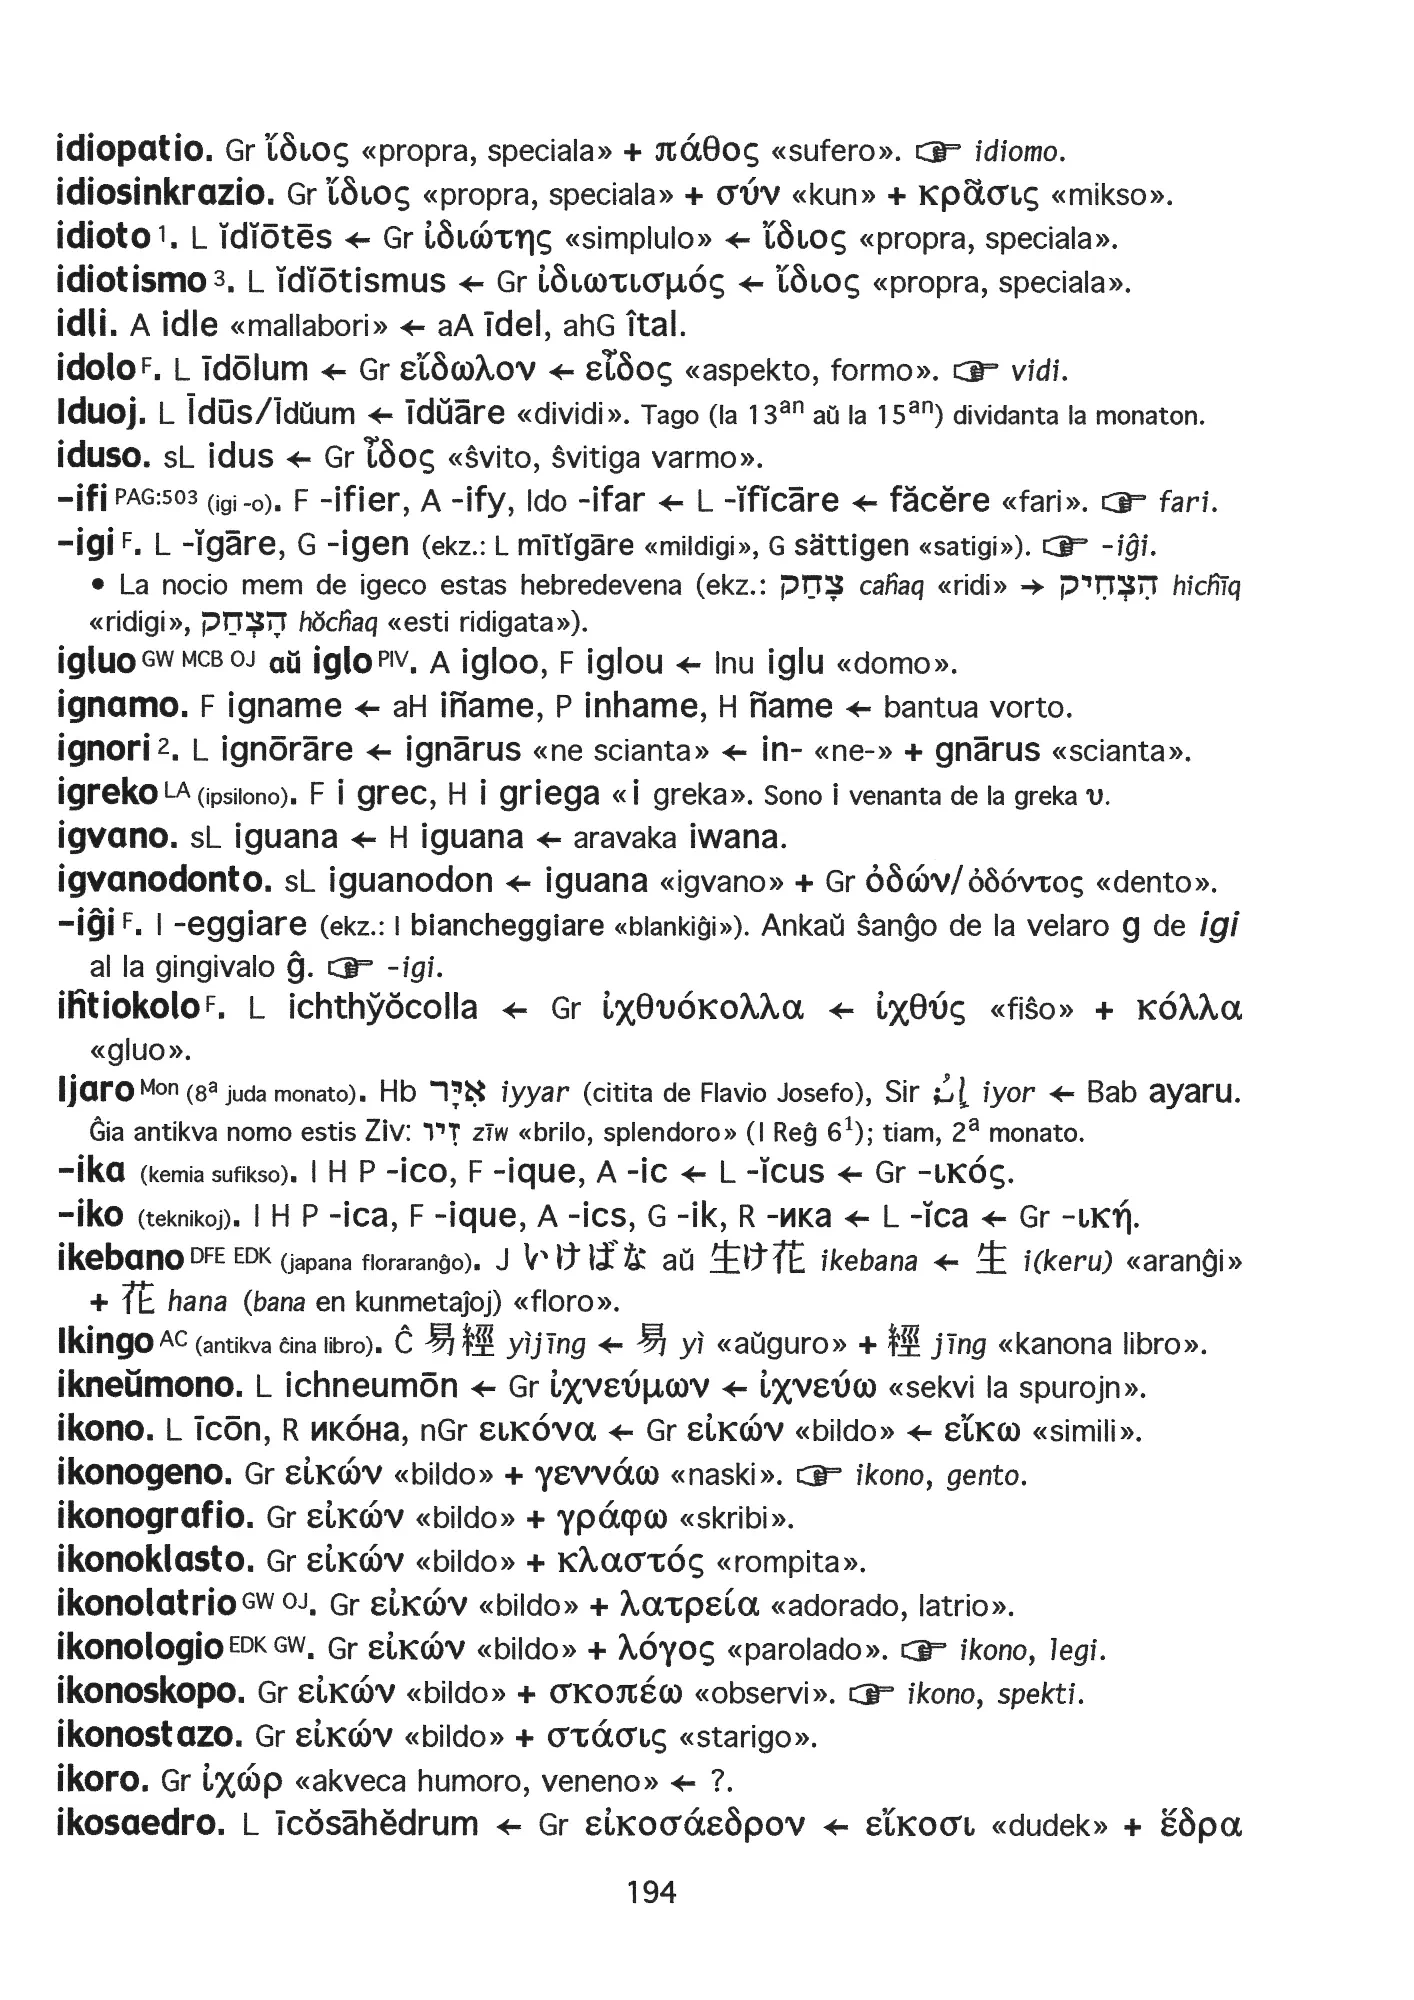 idiopatio. Gr ἴδιος «propra, speciala» + πάθος «sufero». ☞ idiomo.
idiosinkrazio. Gr ἴδιος «propra, speciala» + σύν «kun» + κρᾶσις «mikso».
idioto 1. L ĭdĭōtēs ← Gr ἰδιώτης «simplulo» ← ἴδιος «propra, speciala».
idiotismo 3. L ĭdĭōtismus ← Gr ἰδιωτισμός ← ἴδιος «propra, speciala».
idli. A idle «mallabori» ← aA īdel, ahG îtal.
idolo F. L īdōlum ← Gr εἴδωλον ← εἶδος «aspekto, formo». ☞ vidi.
Iduoj. L Īdūs/Īdŭum ← īdŭāre «dividi». Tago (la 13an aŭ la 15an) dividanta la monaton.
iduso. sL idus ← Gr ἶδος «ŝvito, ŝvitiga varmo».
-ifi PAG:503 (igi -o). F -ifier, A -ify, Ido -ifar ← L -ĭfĭcāre ← făcĕre «fari». ☞ fari.
-igi F. L -ĭgāre, G -igen (ekz.: L mītĭgāre «mildigi», G sättigen «satigi»). ☞ -iĝi.
• La nocio mem de igeco estas hebredevena (ekz.: צָחַק caĥaq «ridi» → הִצְחִיק hicĥīq
«ridigi», הָצְחַק hŏcĥaq «esti ridigata»).
igluo GW MCB OJ aŭ iglo PIV. A igloo, F iglou ← Inu iglu «domo».
ignamo. F igname ← aH iñame, P inhame, H ñame ← bantua vorto.
ignori 2. L ignōrāre ← ignārus «ne scianta» ← in- «ne-» + gnārus «scianta».
igreko LA (ipsilono). F i grec, H i griega «i greka». Sono i venanta de la greka υ.
igvano. sL iguana ← H iguana ← aravaka iwana.
igvanodonto. sL iguanodon ← iguana «igvano» + Gr ὀδών/ὀδόντος «dento».
-iĝi F. I -eggiare (ekz.: I biancheggiare «blankiĝi»). Ankaŭ ŝanĝo de la velaro g de igi
al la gingivalo ĝ. ☞ -igi.
iĥtiokolo F. L ichthy̆ŏcolla ← Gr ἰχθυόκολλα ← ἰχθύς «fiŝo» + κόλλα
«gluo».
Ijaro Mon (8a juda monato). Hb אִיָּר iyyar (citita de Flavio Josefo), Sir iyor ← Bab ayaru.
Ĝia antikva nomo estis Ziv: זִיו zīw «brilo, splendoro» (I Reĝ 6¹); tiam, 2a monato.
-ika (kemia sufikso). I H P -ico, F -ique, A -ic ← L -ĭcus ← Gr -ικός.
-iko (teknikoj). I H P -ica, F -ique, A -ics, G -ik, R -ика ← L -ĭca ← Gr -ική.
ikebano DFE EDK (japana floraranĝo). J いけばな aŭ 生け花 ikebana ← 生 i(keru) «aranĝi»
+ 花 hana (bana en kunmetaĵoj) «floro».
Ikingo AC (antikva ĉina libro). Ĉ 易經 yìjīng ← 易 yì «aŭguro» + 經 jīng «kanona libro».
ikneŭmono. L ichneumōn ← Gr ἰχνεύμων ← ἰχνεύω «sekvi la spurojn».
ikono. L īcōn, R икóна, nGr εικόνα ← Gr εἰκών «bildo» ← εἴκω «simili».
ikonogeno. Gr εἰκών «bildo» + γεννάω «naski». ☞ ikono, gento.
ikonografio. Gr εἰκών «bildo» + γράφω «skribi».
ikonoklasto. Gr εἰκών «bildo» + κλαστός «rompita».
ikonolatrio GW OJ. Gr εἰκών «bildo» + λατρεία «adorado, latrio».
ikonologio EDK GW. Gr εἰκών «bildo» + λόγος «parolado». ☞ ikono, legi.
ikonoskopo. Gr εἰκών «bildo» + σκοπέω «observi». ☞ ikono, spekti.
ikonostazo. Gr εἰκών «bildo» + στάσις «starigo».
ikoro. Gr ἰχώρ «akveca humoro, veneno» ← ?.
ikosaedro. L īcŏsāhĕdrum ← Gr εἰκοσάεδρον ← εἴκοσι «dudek» + ἕδρα
194